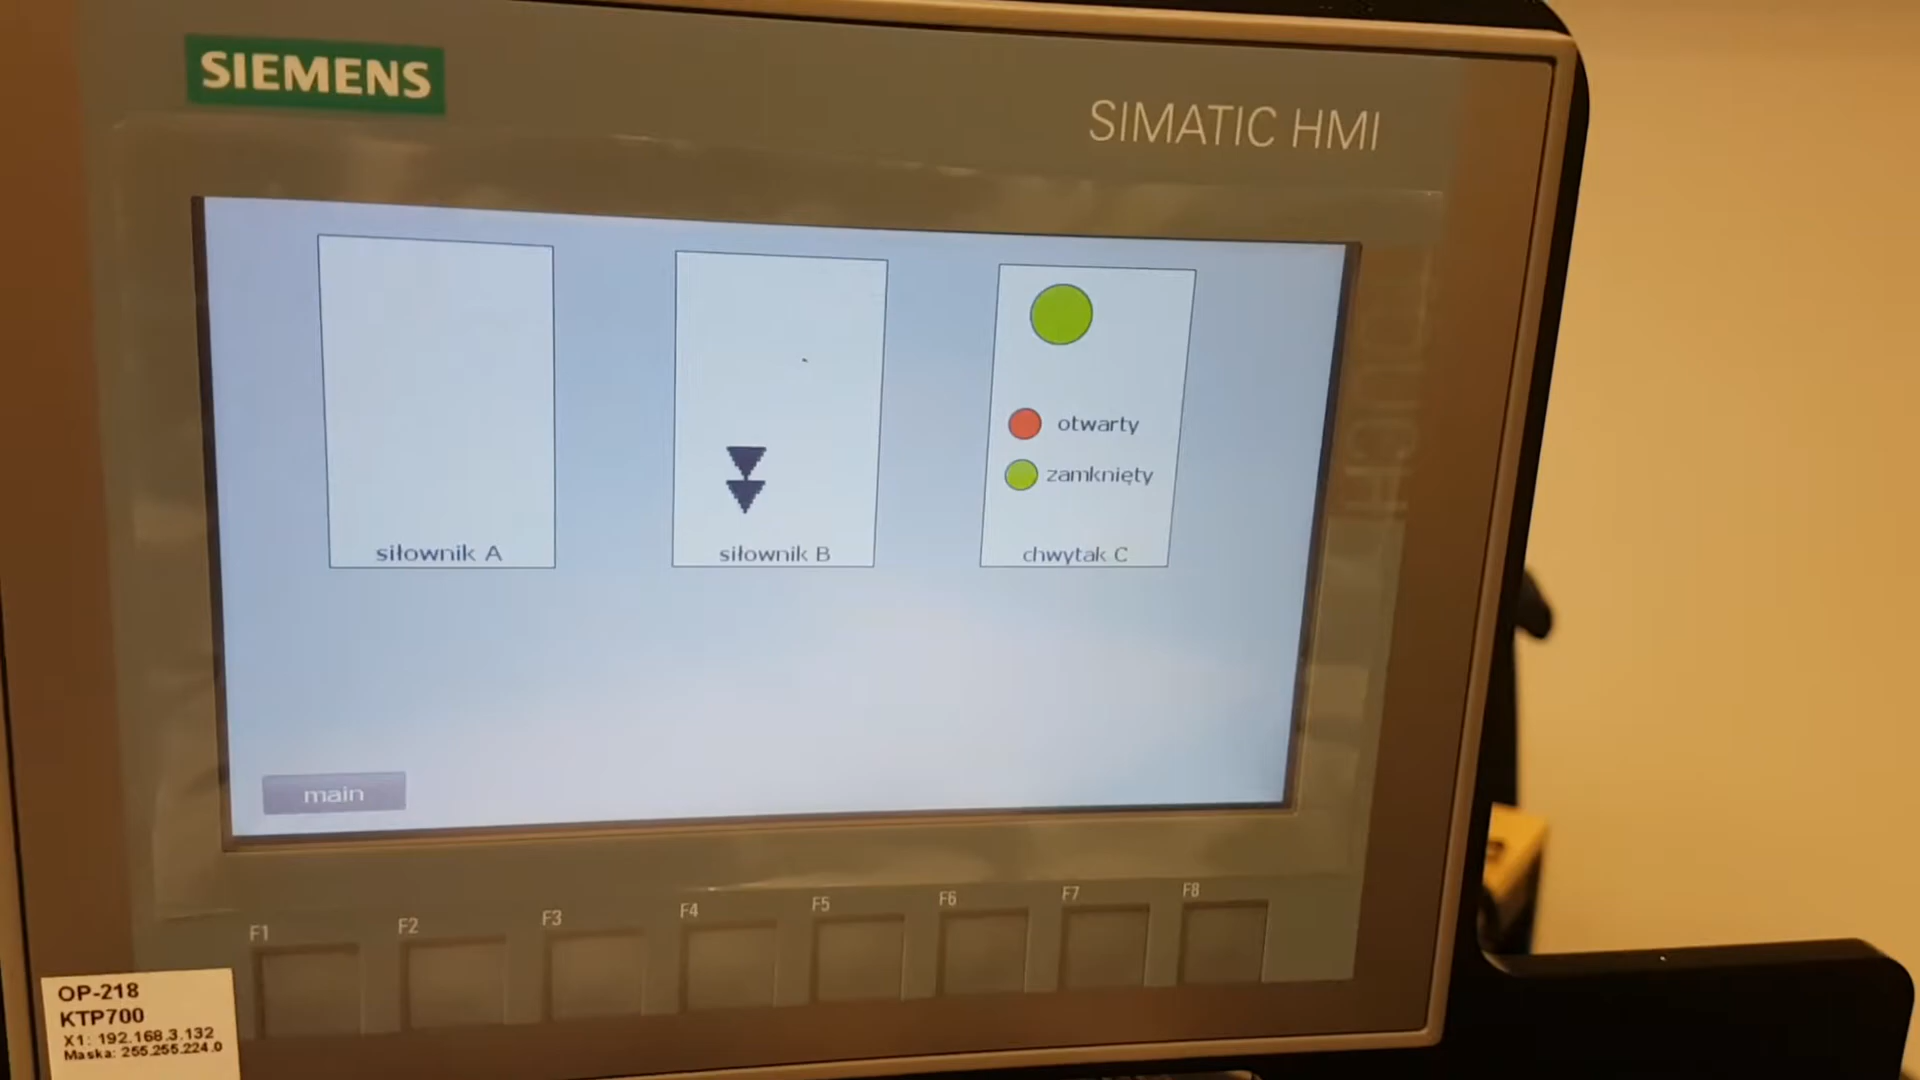 SIEMENS
SIMATIC HMI
TOUCH
otwarty
zamknięty
siłownik A
siłownik B
chwytak C
main
F1
F2
F3
F4
F5
F6
F7
F8
OP-218
KTP700
X1: 192.168.3.132
Maska: 255.255.224.0